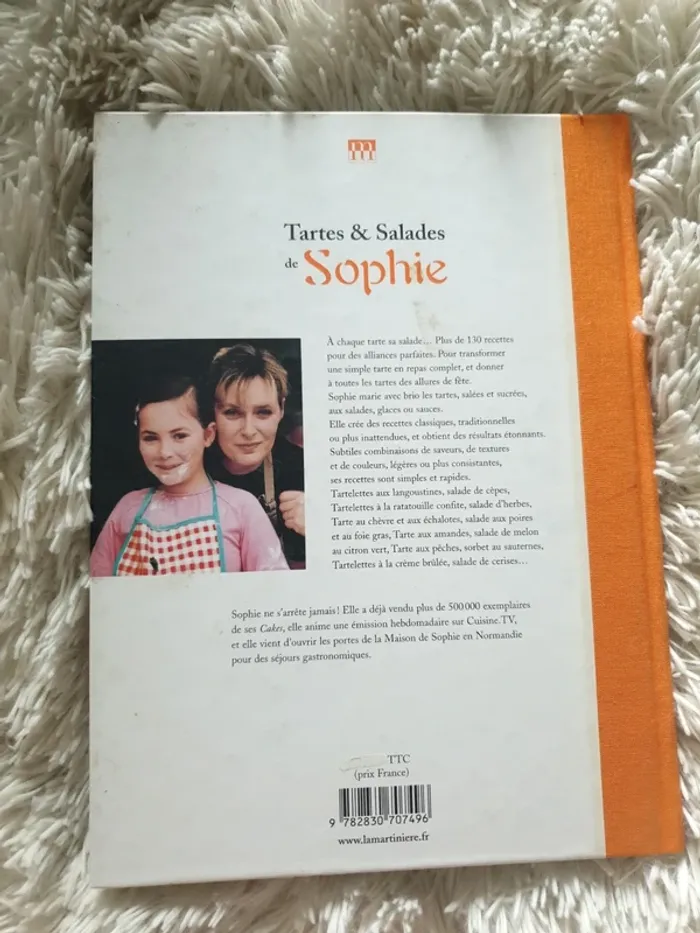 m
Tartes & Salades
de Sophie
À chaque tarte sa salade... Plus de 130 recettes
pour des alliances parfaites. Pour transformer
une simple tarte en repas complet, et donner
à toutes les tartes des allures de fête.
Sophie marie avec brio les tartes, salées et sucrées,
aux salades, glaces ou sauces.
Elle crée des recettes classiques, traditionnelles
ou plus inattendues, et obtient des résultats étonnants.
Subtiles combinaisons de saveurs, de textures
et de couleurs, légères ou plus consistantes,
ses recettes sont simples et rapides.
Tartelettes aux langoustines, salade de cèpes,
Tartelettes à la ratatouille confite, salade d'herbes,
Tarte au chèvre et aux échalotes, salade aux poires
et au foie gras, Tarte aux amandes, salade de melon
au citron vert, Tarte aux pêches, sorbet au sauternes,
Tartelettes à la crème brûlée, salade de cerises...
Sophie ne s'arrête jamais ! Elle a déjà vendu plus de 500 000 exemplaires
de ses Cakes, elle anime une émission hebdomadaire sur Cuisine.TV,
et elle vient d'ouvrir les portes de la Maison de Sophie en Normandie
pour des séjours gastronomiques.
TTC
(prix France)
9 782830 707496
www.lamartiniere.fr